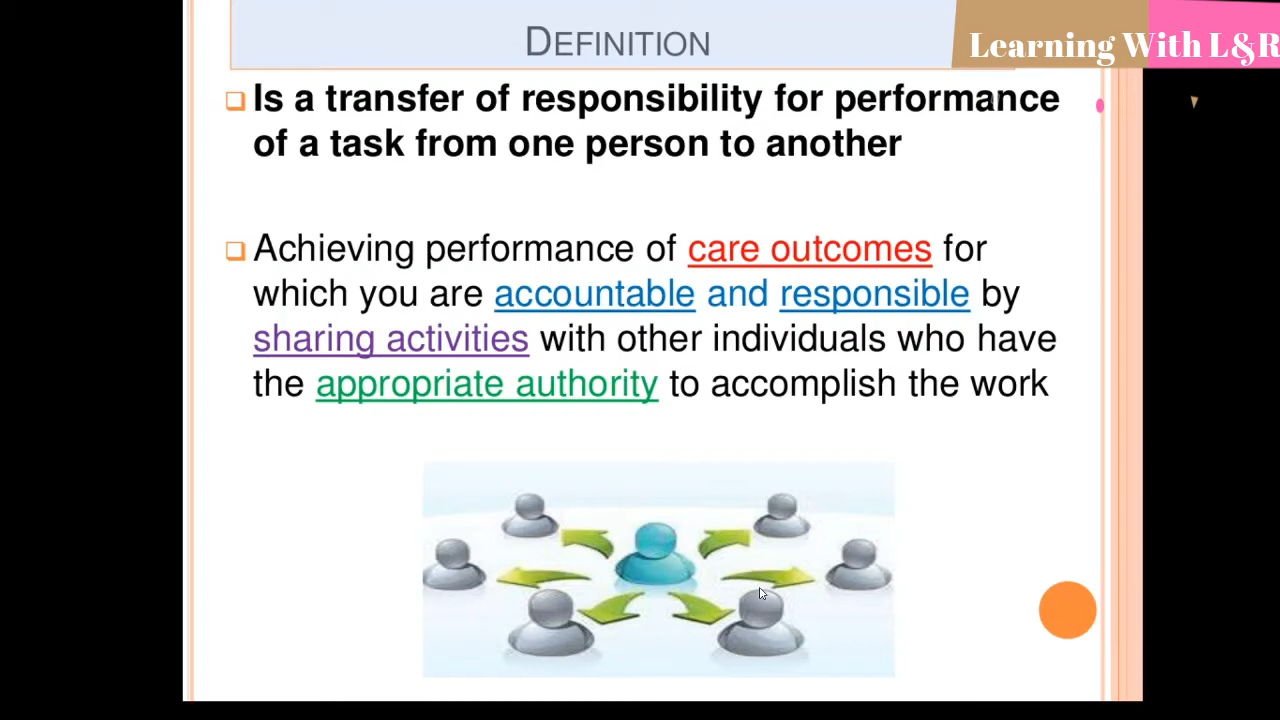 DEFINITION
Learning With L&R
Is a transfer of responsibility for performance
of a task from one person to another
Achieving performance of care outcomes for
which you are accountable and responsible by
sharing activities with other individuals who have
the appropriate authority to accomplish the work